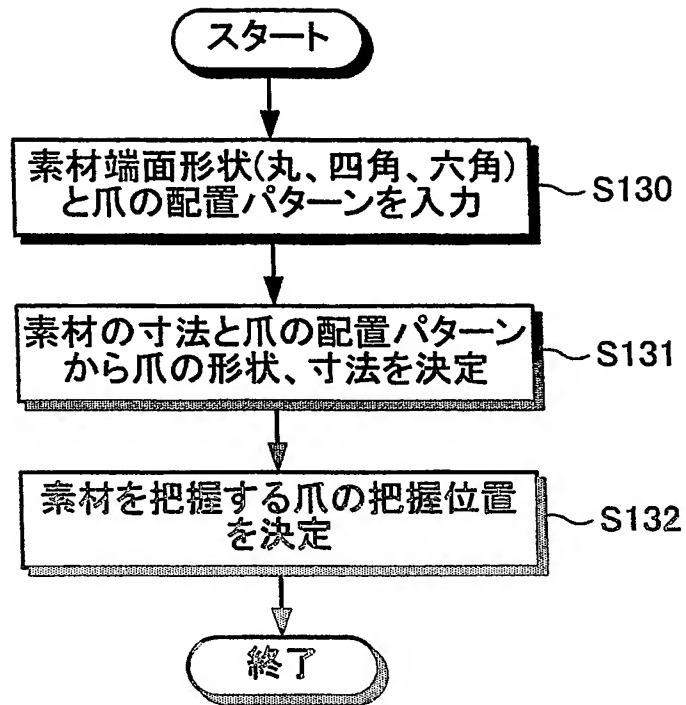 スタート
素材端面形状(丸、四角、六角)
と爪の配置パターンを入力
S130
素材の寸法と爪の配置パターン
から爪の形状、寸法を決定
S131
素材を把握する爪の把握位置
を決定
S132
終了